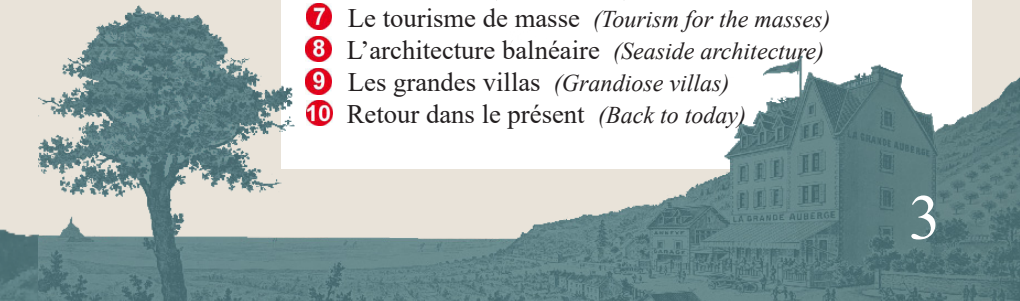 7 Le tourisme de masse (Tourism for the masses)
8 L’architecture balnéaire (Seaside architecture)
9 Les grandes villas (Grandiose villas)
10 Retour dans le présent (Back to today)
LA GRANDE AUBERGE
LA GRANDE AUBERGE
3